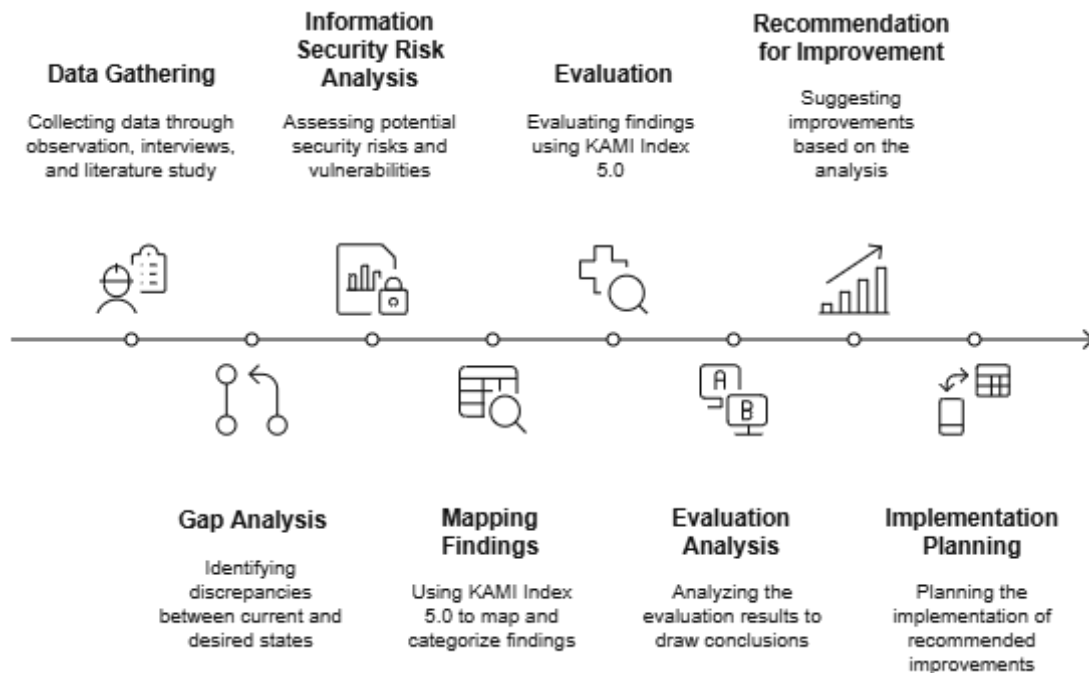 Data Gathering
Collecting data through
observation, interviews,
and literature study
Information
Security Risk
Analysis
Assessing potential
security risks and
vulnerabilities
Evaluation
Evaluating findings
using KAMI Index
5.0
Recommendation
for Improvement
Suggesting
improvements
based on the
analysis
A
B
Gap Analysis
Identifying
discrepancies
between current and
desired states
Mapping
Findings
Using KAMI Index
5.0 to map and
categorize findings
Evaluation
Analysis
Analyzing the
evaluation results to
draw conclusions
Implementation
Planning
Planning the
implementation of
recommended
improvements